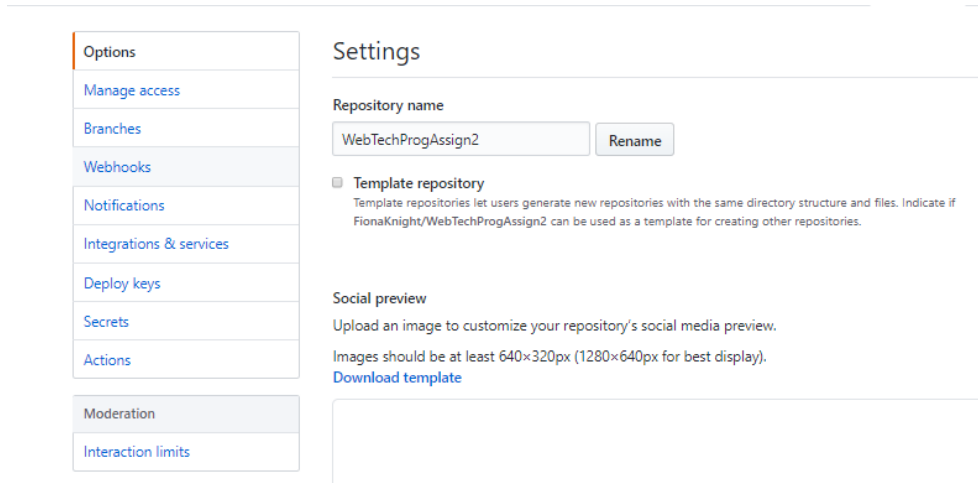 Options
Manage access
Branches
Webhooks
Notifications
Integrations & services
Deploy keys
Secrets
Actions
Moderation
Interaction limits
Settings
Repository name
WebTechProgAssign2
Rename
Template repository
Template repositories let users generate new repositories with the same directory structure and files. Indicate if
FionaKnight/WebTechProgAssign2 can be used as a template for creating other repositories.
Social preview
Upload an image to customize your repository's social media preview.
Images should be at least 640×320px (1280×640px for best display).
Download template